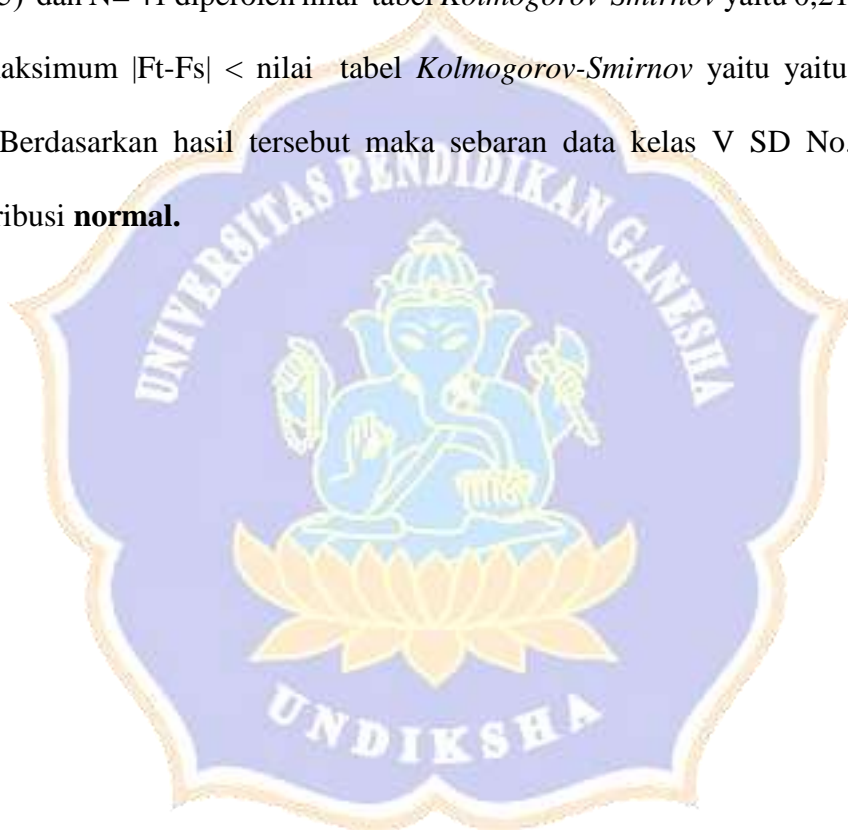 5) dan N= 41 diperoleh nilai tabel Kolmogorov-Smirnov yaitu 0,21
aksimum |Ft-Fs| < nilai tabel Kolmogorov-Smirnov yaitu yaitu
Berdasarkan hasil tersebut maka sebaran data kelas V SD No.
ribusi normal.
UNIVERSITAS PENDIDIKAN GANESHA
UNDIKSHA